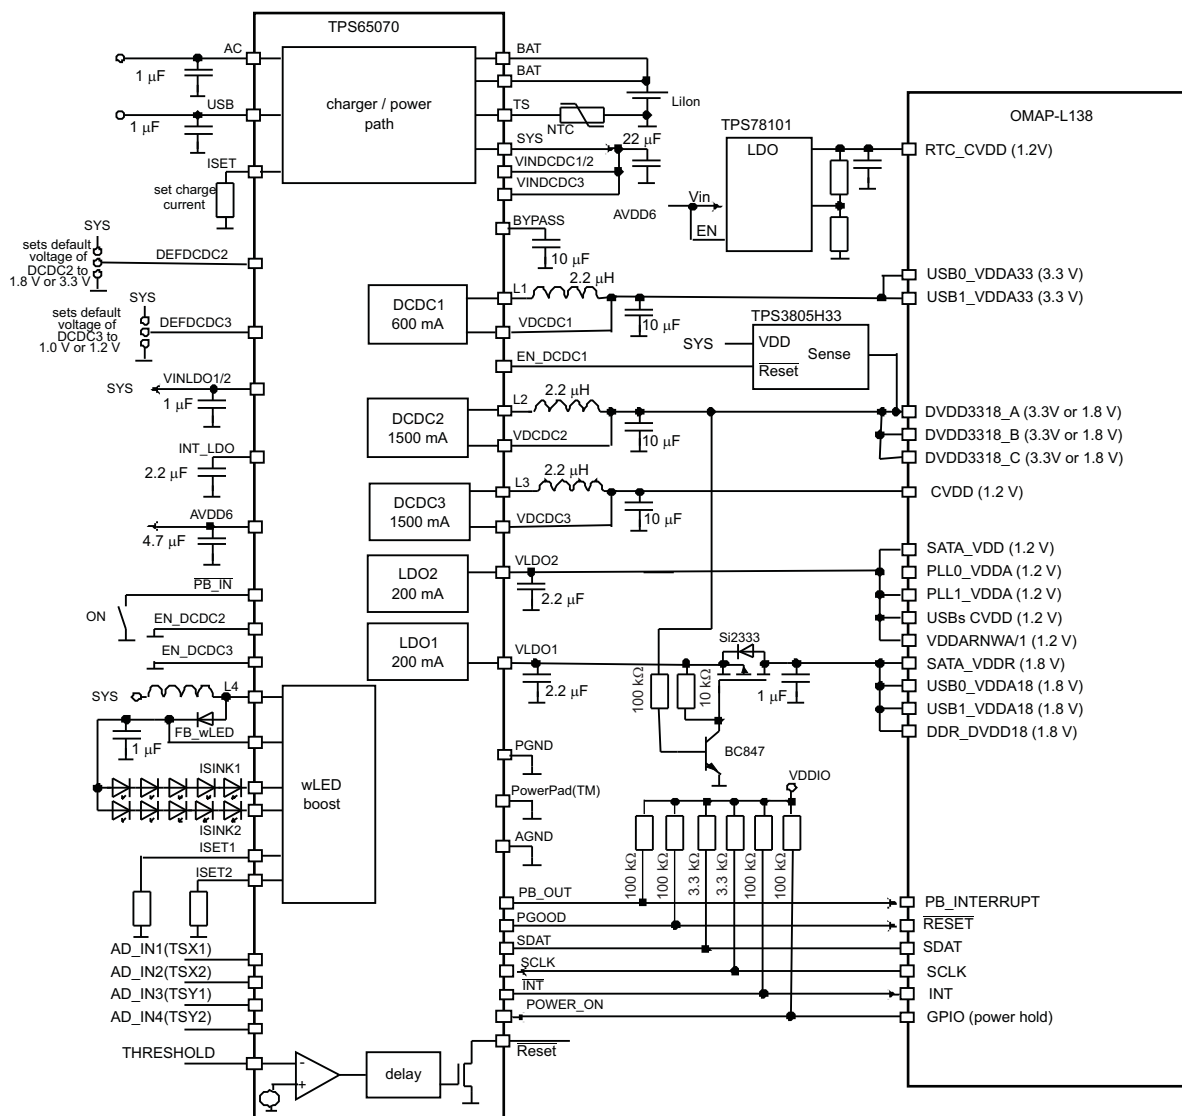 TPS65070
AC
1 μF
USB
1 μF
ISET
set charge
current
charger / power
path
BAT
BAT
TS
NTC
LiIon
SYS
22 μF
VINDCDC1/2
VINDCDC3
BYPASS
10 μF
OMAP-L138
TPS78101
LDO
Vin
AVDD6
EN
RTC_CVDD (1.2V)
SYS
sets default
voltage of
DCDC2 to
1.8 V or 3.3 V
DEFDCDC2
SYS
sets default
voltage of
DCDC3 to
1.0 V or 1.2 V
DEFDCDC3
DCDC1
600 mA
L1
2.2 μH
VDCDC1
10 μF
USB0_VDDA33 (3.3 V)
USB1_VDDA33 (3.3 V)
TPS3805H33
SYS
VDD
Sense
Reset
EN_DCDC1
SYS
VINLDO1/2
1 μF
DCDC2
1500 mA
L2
2.2 μH
VDCDC2
10 μF
DVDD3318_A (3.3V or 1.8 V)
DVDD3318_B (3.3V or 1.8 V)
DVDD3318_C (3.3V or 1.8 V)
INT_LDO
2.2 μF
DCDC3
1500 mA
L3
2.2 μH
VDCDC3
10 μF
CVDD (1.2 V)
AVDD6
4.7 μF
LDO2
200 mA
VLDO2
2.2 μF
SATA_VDD (1.2 V)
PLL0_VDDA (1.2 V)
PLL1_VDDA (1.2 V)
USBs CVDD (1.2 V)
VDDARNWA/1 (1.2 V)
PB_IN
ON
EN_DCDC2
EN_DCDC3
LDO1
200 mA
VLDO1
2.2 μF
100 kΩ
10 kΩ
Si2333
1 μF
BC847
SATA_VDDR (1.8 V)
USB0_VDDA18 (1.8 V)
USB1_VDDA18 (1.8 V)
DDR_DVDD18 (1.8 V)
SYS
L4
1 μF
FB_wLED
ISINK1
ISINK2
ISET1
ISET2
wLED
boost
PGND
PowerPad(TM)
AGND
VDDIO
100 kΩ
100 kΩ
3.3 kΩ
3.3 kΩ
100 kΩ
100 kΩ
PB_OUT
PGOOD
SDAT
SCLK
INT
POWER_ON
PB_INTERRUPT
RESET
SDAT
SCLK
INT
GPIO (power hold)
AD_IN1(TSX1)
AD_IN2(TSX2)
AD_IN3(TSY1)
AD_IN4(TSY2)
THRESHOLD
-
+
delay
Reset